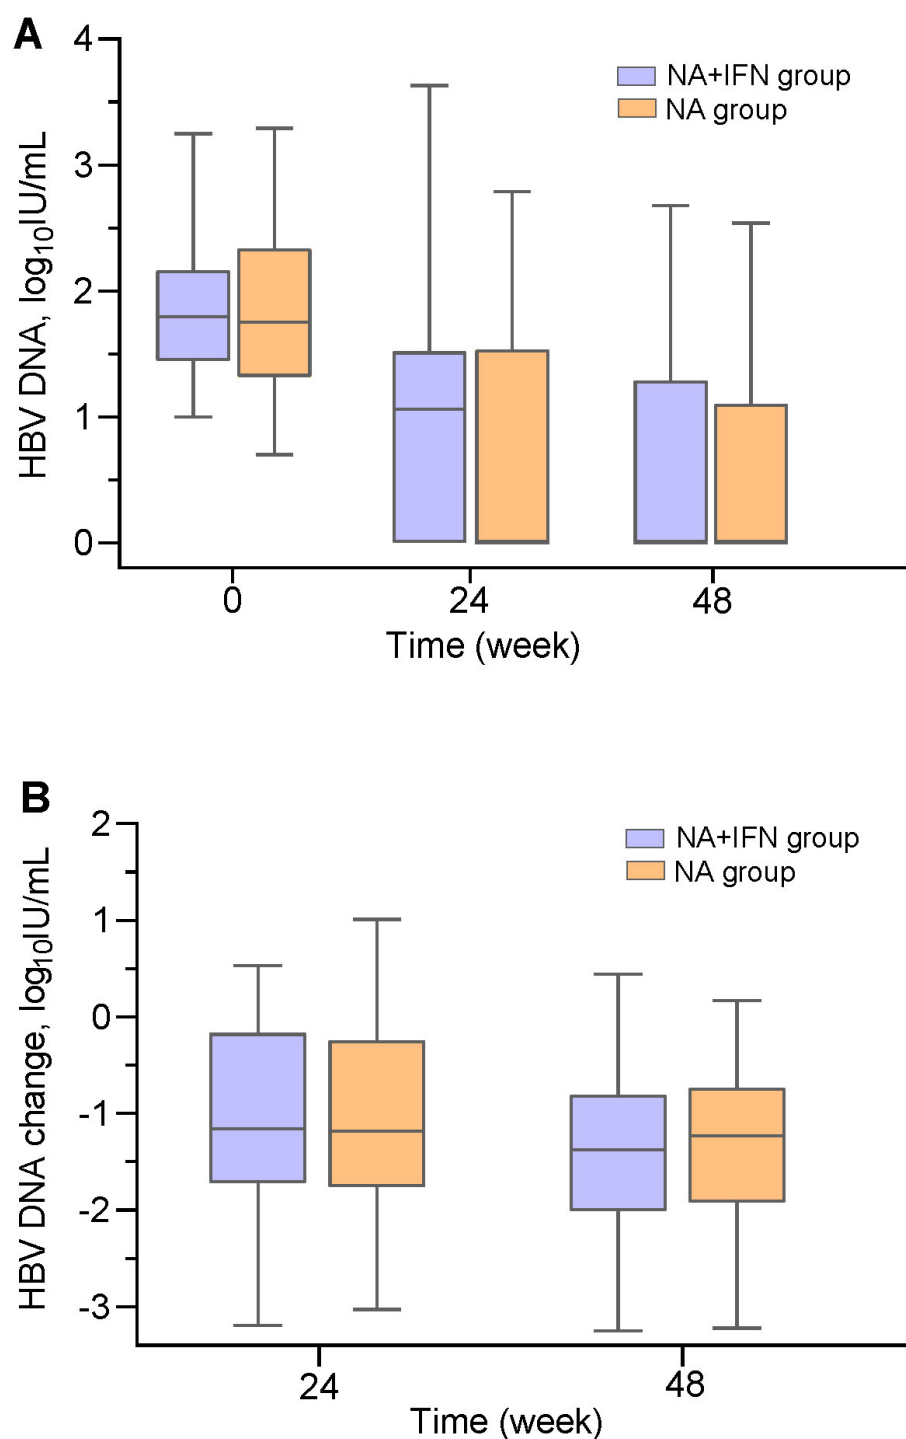 A
NA+IFN group
NA group
HBV DNA, log10IU/mL
4
3
2
1
0
0 24 48
Time (week)
B
NA+IFN group
NA group
HBV DNA change, log10IU/mL
2
1
0
-1
-2
-3
24 48
Time (week)